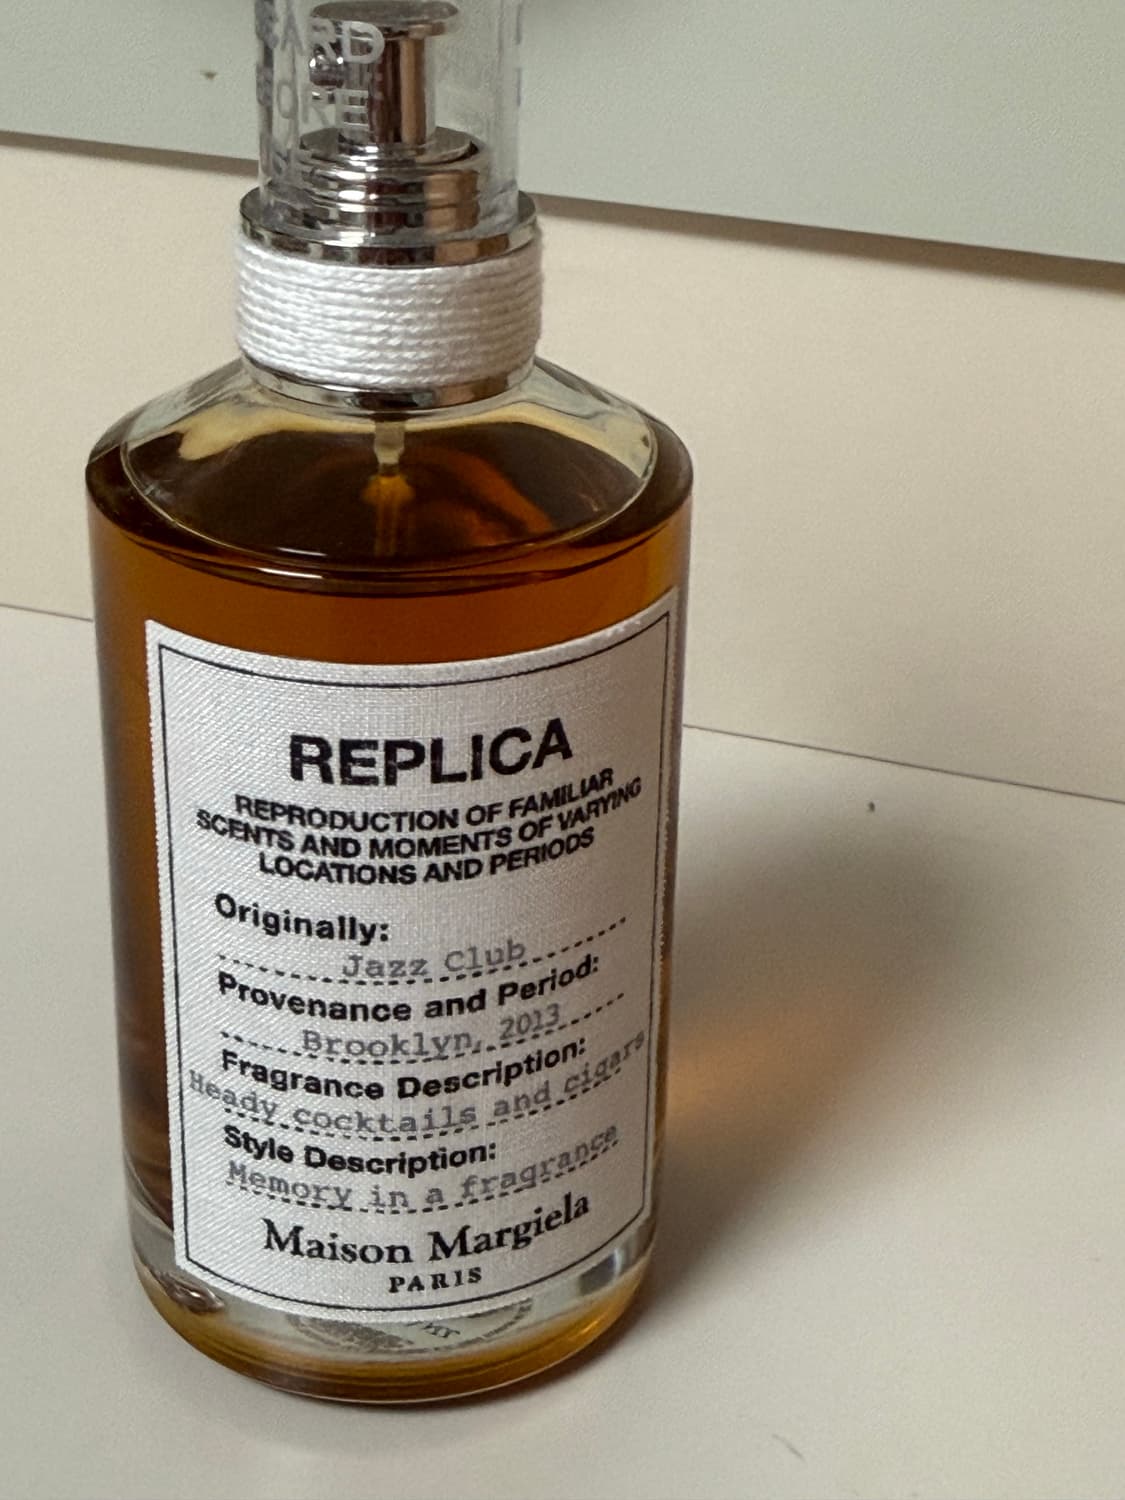 CARD
REPLICA
REPRODUCTION OF FAMILIAR
SCENTS AND MOMENTS OF VARYING
LOCATIONS AND PERIODS
Originally:
Jazz Club
Provenance and Period:
Brooklyn, 2013
Fragrance Description:
Heady cocktails and cigars
Style Description:
Memory in a fragrance
Maison Margiela
PARIS